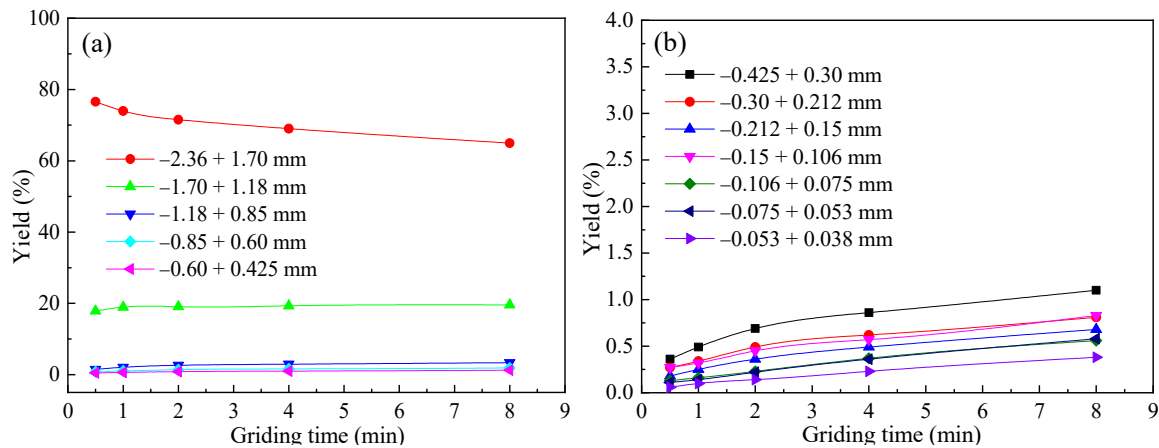 (a)
Yield (%)
100
80
60
40
20
0
–2.36 + 1.70 mm
–1.70 + 1.18 mm
–1.18 + 0.85 mm
–0.85 + 0.60 mm
–0.60 + 0.425 mm
0 1 2 3 4 5 6 7 8 9
Griding time (min)
(b)
Yield (%)
4.0
3.5
3.0
2.5
2.0
1.5
1.0
0.5
0.0
–0.425 + 0.30 mm
–0.30 + 0.212 mm
–0.212 + 0.15 mm
–0.15 + 0.106 mm
–0.106 + 0.075 mm
–0.075 + 0.053 mm
–0.053 + 0.038 mm
0 1 2 3 4 5 6 7 8 9
Griding time (min)